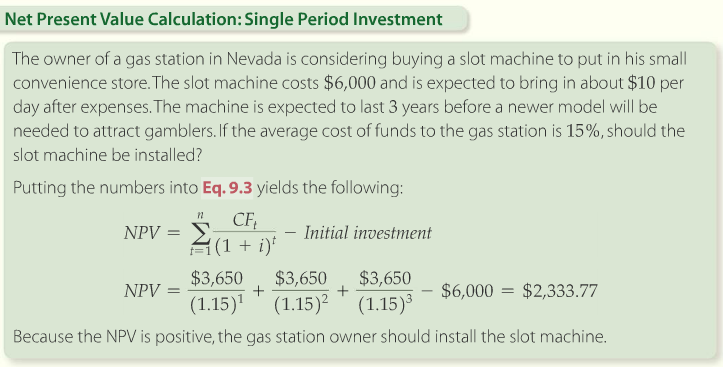 Net Present Value Calculation: Single Period Investment
The owner of a gas station in Nevada is considering buying a slot machine to put in his small
convenience store. The slot machine costs $6,000 and is expected to bring in about $10 per
day after expenses. The machine is expected to last 3 years before a newer model will be
needed to attract gamblers. If the average cost of funds to the gas station is 15%, should the
slot machine be installed?
Putting the numbers into Eq. 9.3 yields the following:
NPV = \sum_{t=1}^{n} \frac{CF_t}{(1 + i)^t} − Initial investment
NPV = \frac{$3,650}{(1.15)^1} + \frac{$3,650}{(1.15)^2} + \frac{$3,650}{(1.15)^3} − $6,000 = $2,333.77
Because the NPV is positive, the gas station owner should install the slot machine.